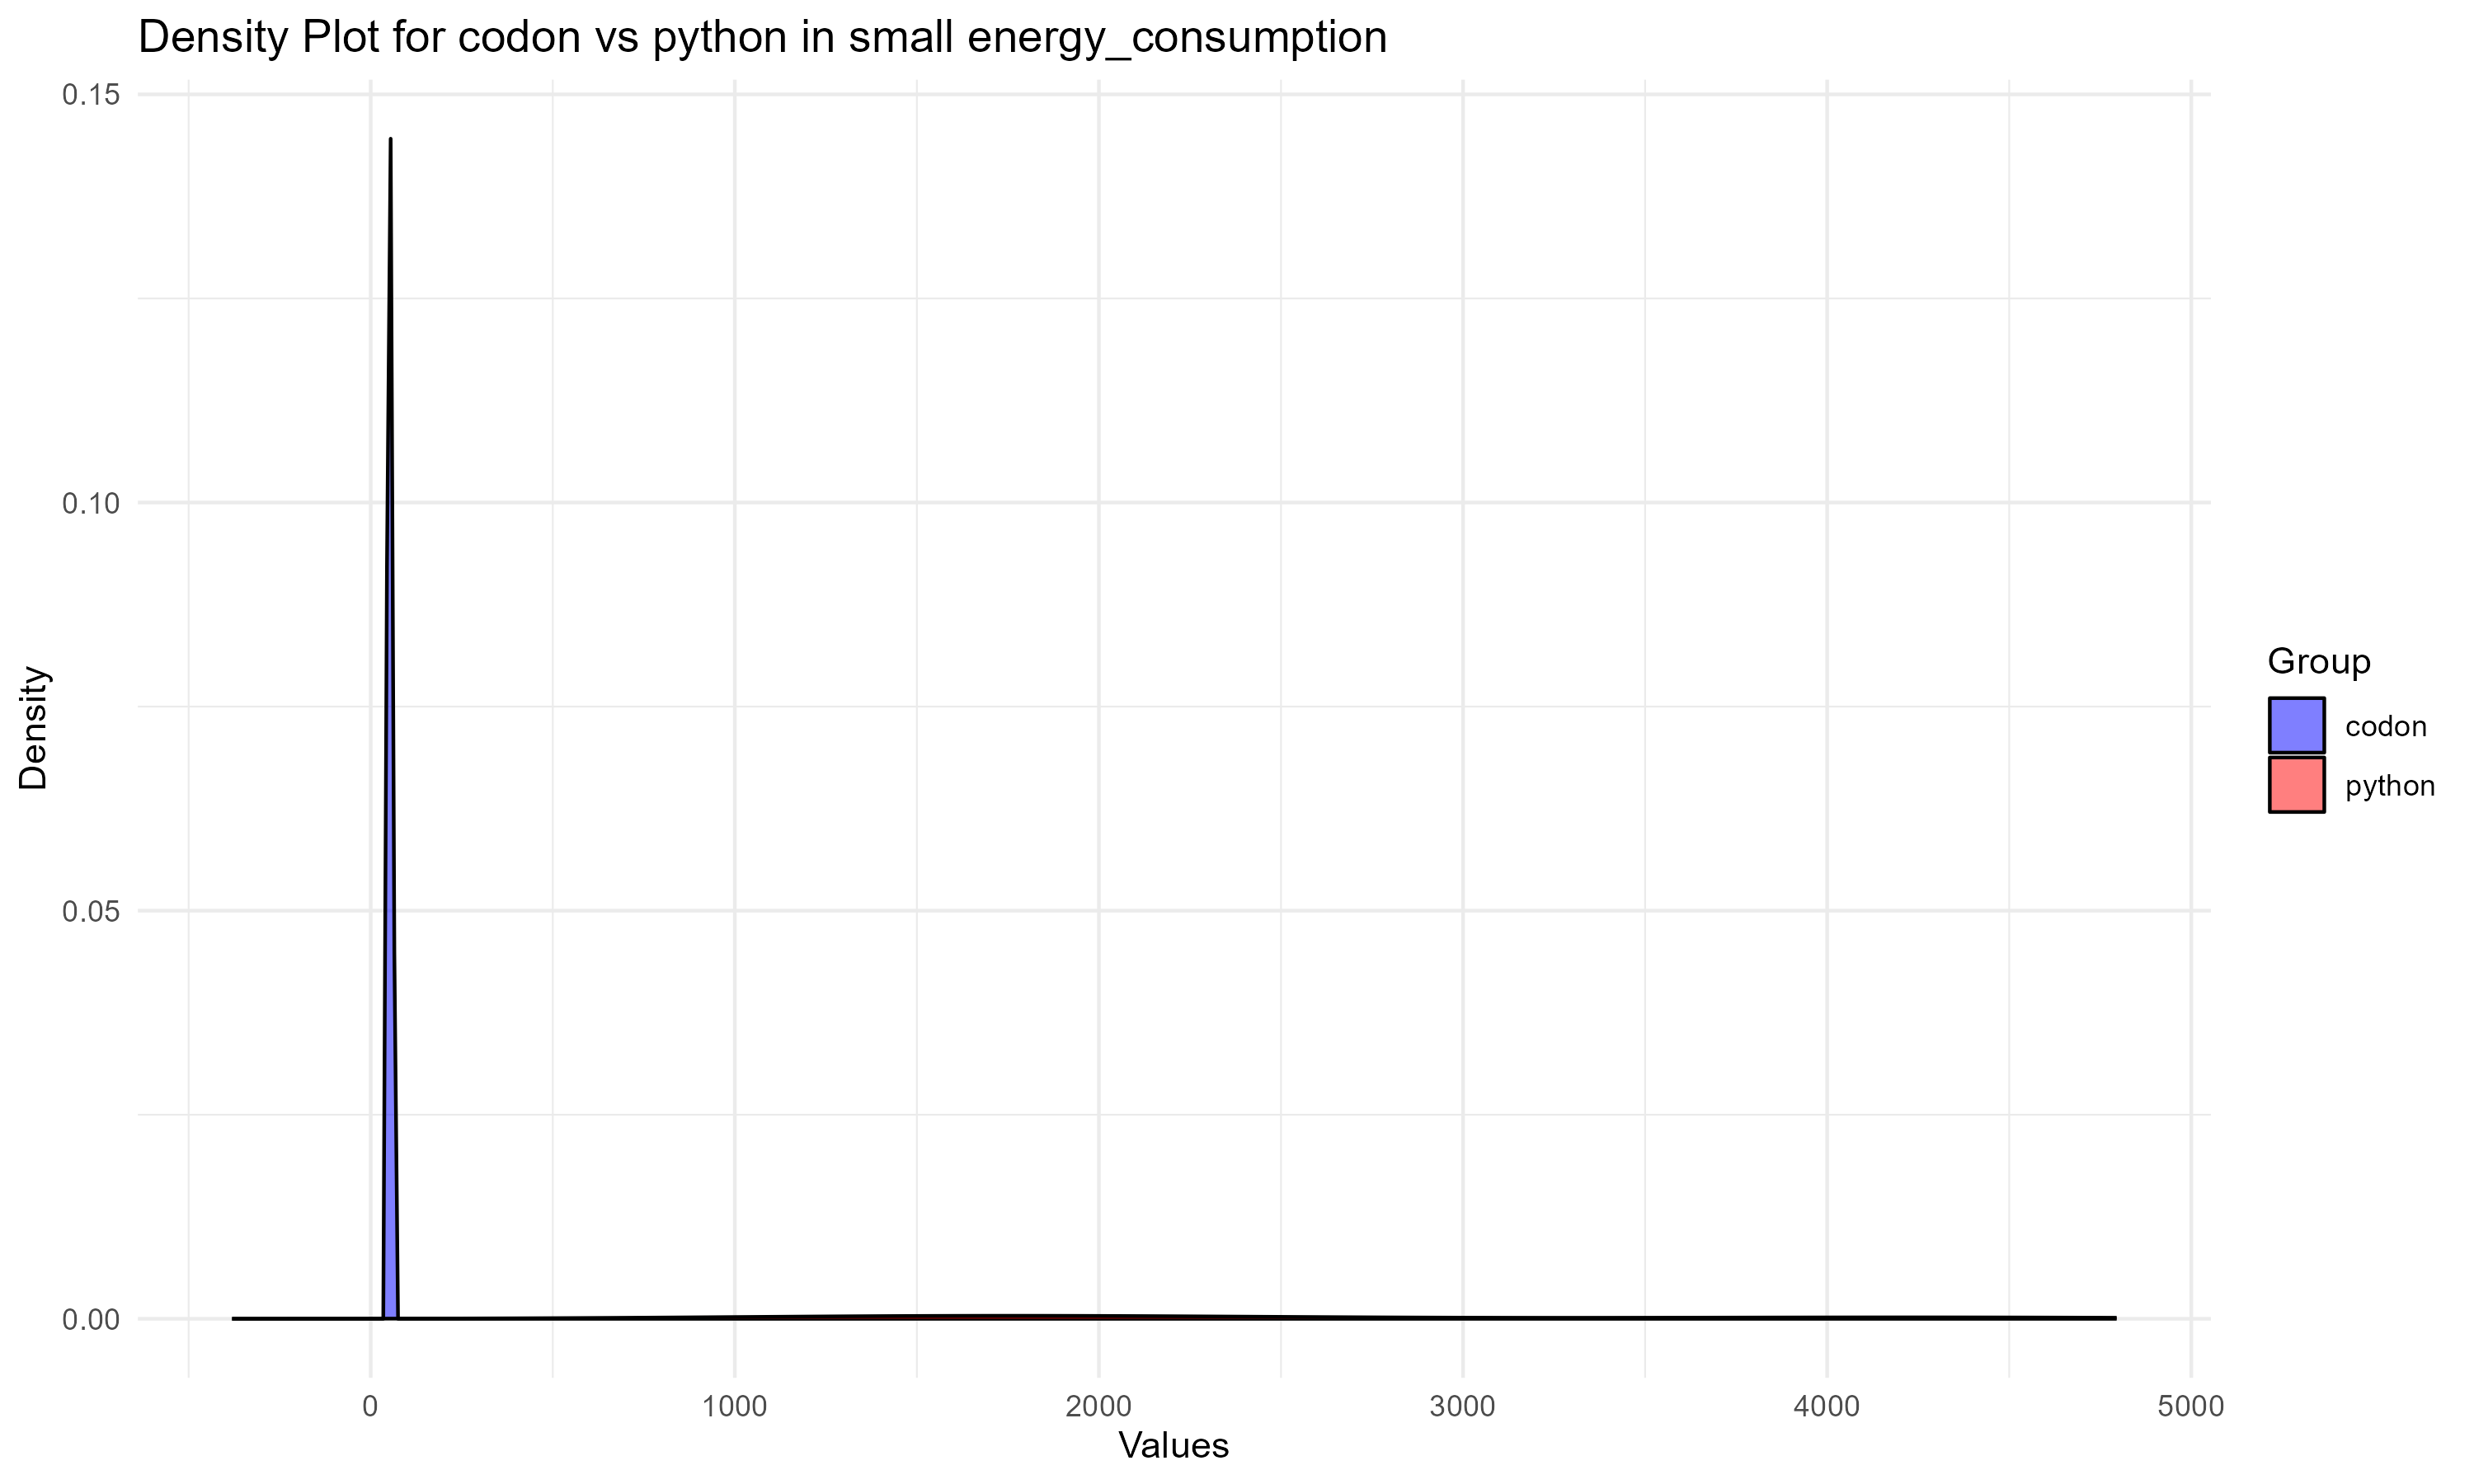 Density Plot for codon vs python in small energy_consumption
0.15
0.10
0.05
0.00
Density
0 1000 2000 3000 4000 5000
Values
Group
codon
python